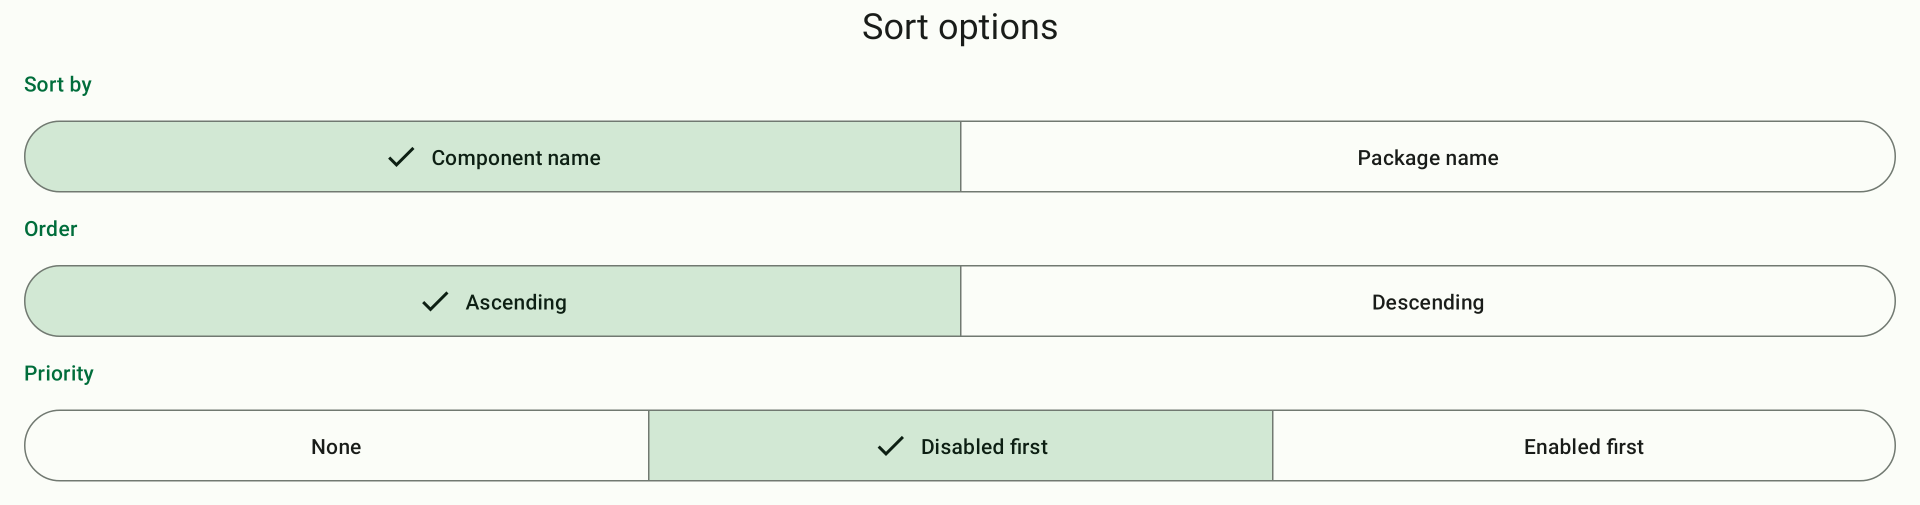 Sort options
Sort by
Component name Package name
Order
Ascending Descending
Priority
None Disabled first Enabled first